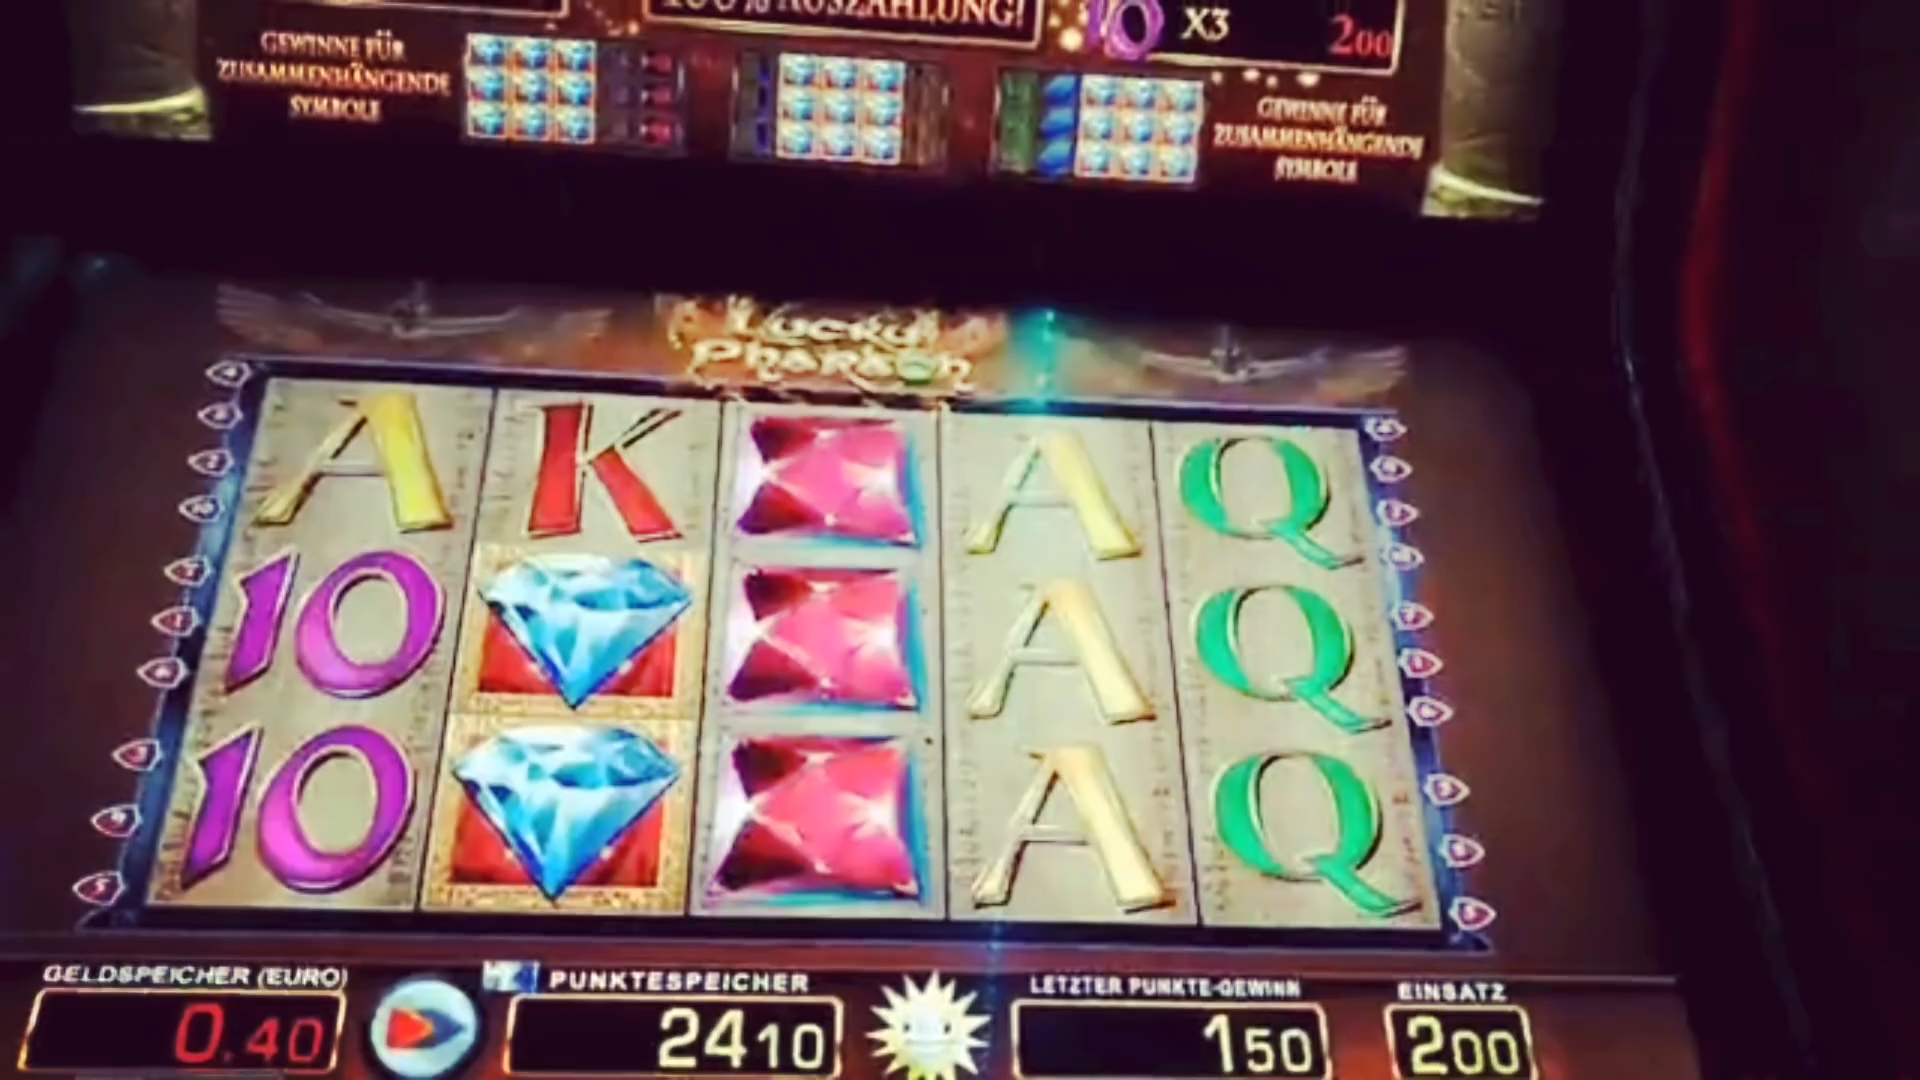 100% AUSZAHLUNG!
X3 200
GEWINNE FÜR
ZUSAMMENHÄNGENDE
SYMBOLE
GEWINNE FÜR
ZUSAMMENHÄNGENDE
SYMBOLE
LUCKY
PHARAOH
A K A Q
10 A Q
10 A Q
GELDSPEICHER (EURO)
0.40
PUNKTESPEICHER
2410
LETZTER PUNKTE-GEWINN
150
EINSATZ
200